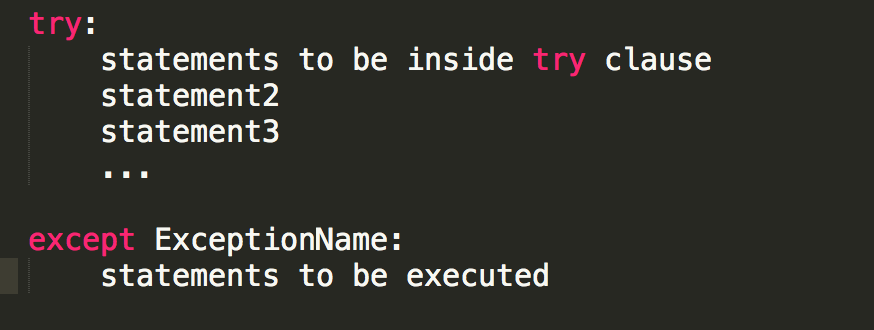 try:
    statements to be inside try clause
    statement2
    statement3
    ...
except ExceptionName:
    statements to be executed